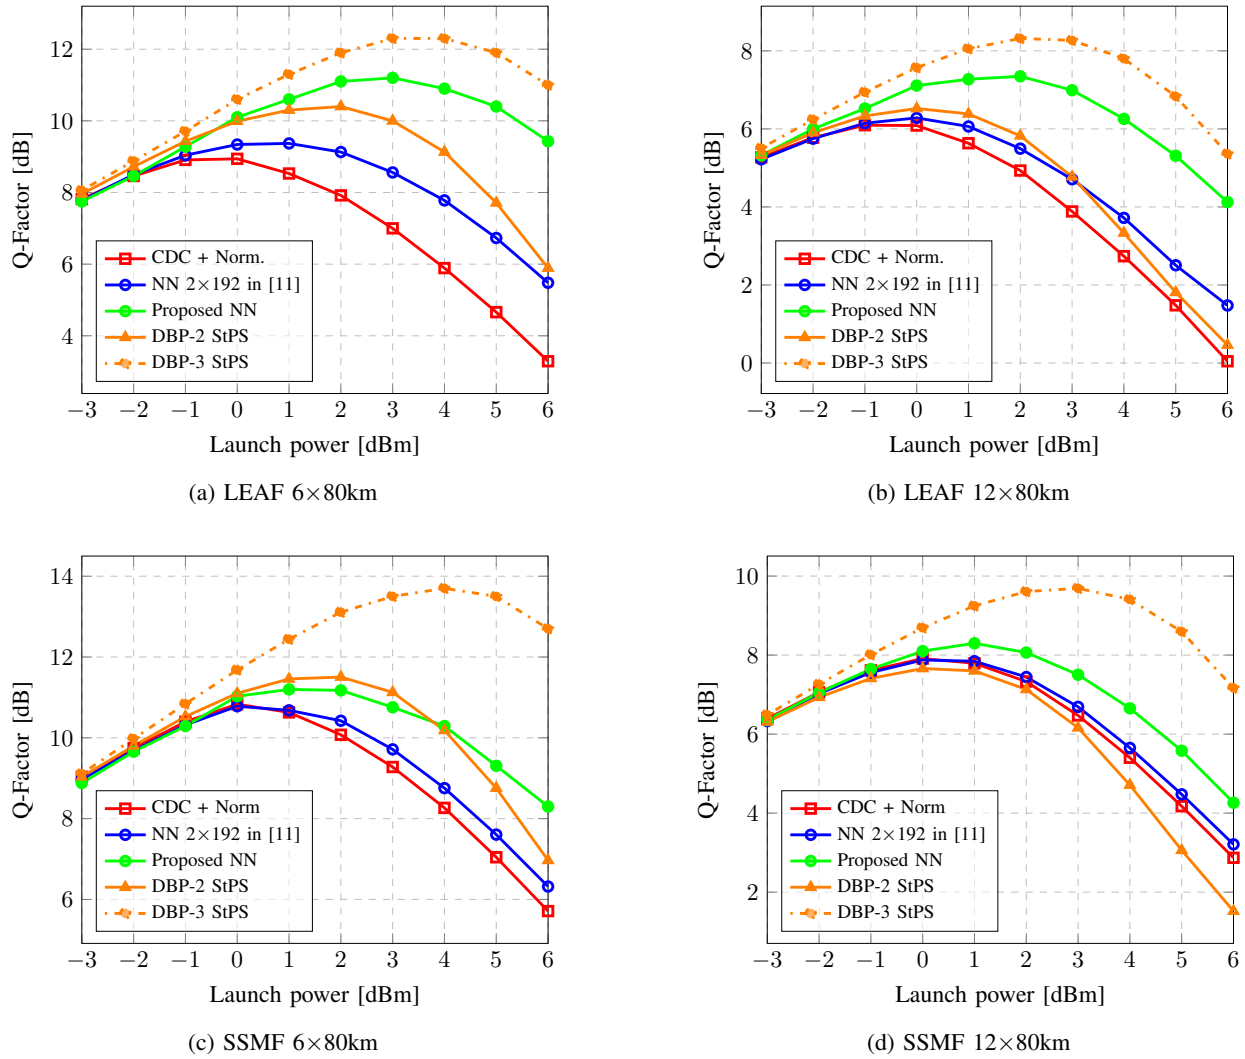 12
10
8
6
4
Q-Factor [dB]
CDC + Norm.
NN 2×192 in [11]
Proposed NN
DBP-2 StPS
DBP-3 StPS
−3 −2 −1 0 1 2 3 4 5 6
Launch power [dBm]
(a) LEAF 6×80km
8
6
4
2
0
Q-Factor [dB]
CDC + Norm.
NN 2×192 in [11]
Proposed NN
DBP-2 StPS
DBP-3 StPS
−3 −2 −1 0 1 2 3 4 5 6
Launch power [dBm]
(b) LEAF 12×80km
14
12
10
8
6
Q-Factor [dB]
CDC + Norm
NN 2×192 in [11]
Proposed NN
DBP-2 StPS
DBP-3 StPS
−3 −2 −1 0 1 2 3 4 5 6
Launch power [dBm]
(c) SSMF 6×80km
10
8
6
4
2
Q-Factor [dB]
CDC + Norm
NN 2×192 in [11]
Proposed NN
DBP-2 StPS
DBP-3 StPS
−3 −2 −1 0 1 2 3 4 5 6
Launch power [dBm]
(d) SSMF 12×80km